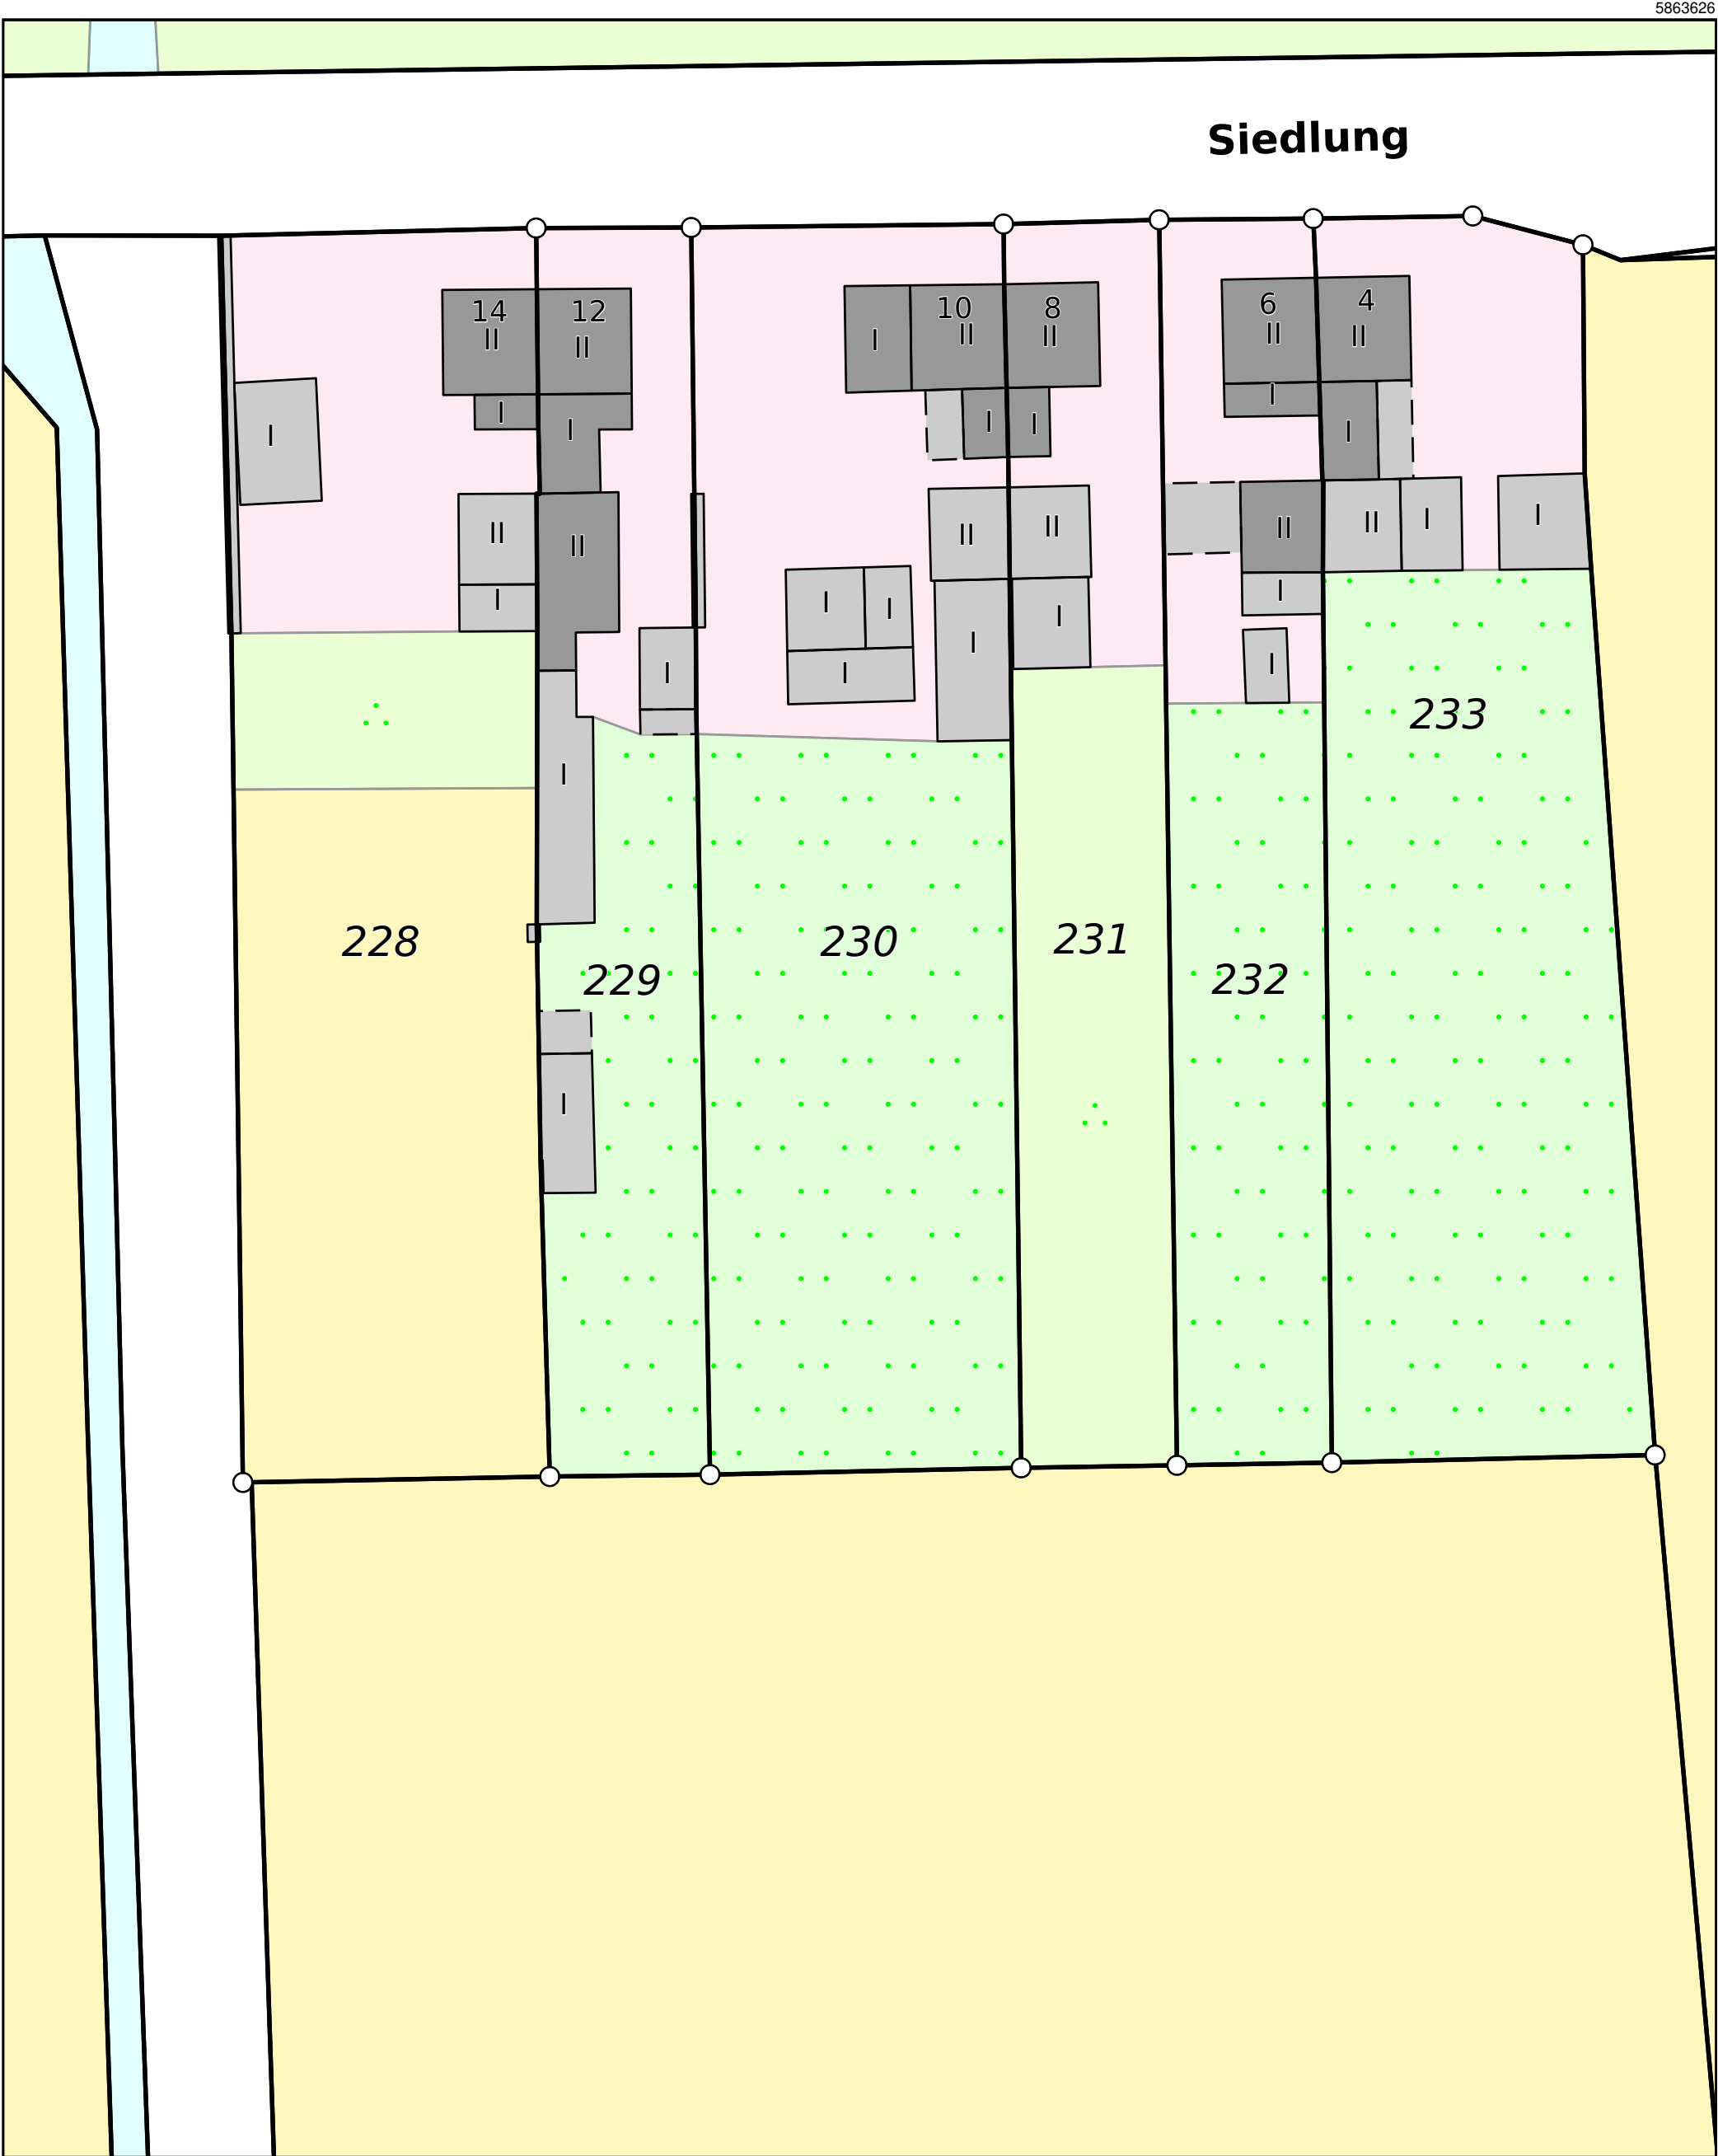 5863626
Siedlung
14 12 10 8 6 4
II II I II II II II
I I I I I I
I
II II II II II II I I
I I I I I
I I I
I I
233
I
228 229 230 231 232
I